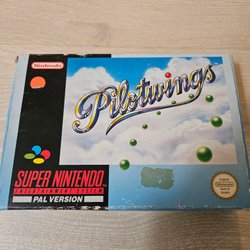 Nintendo
Pilotwings
SUPER NINTENDO
ENTERTAINMENT SYSTEM
PAL VERSION